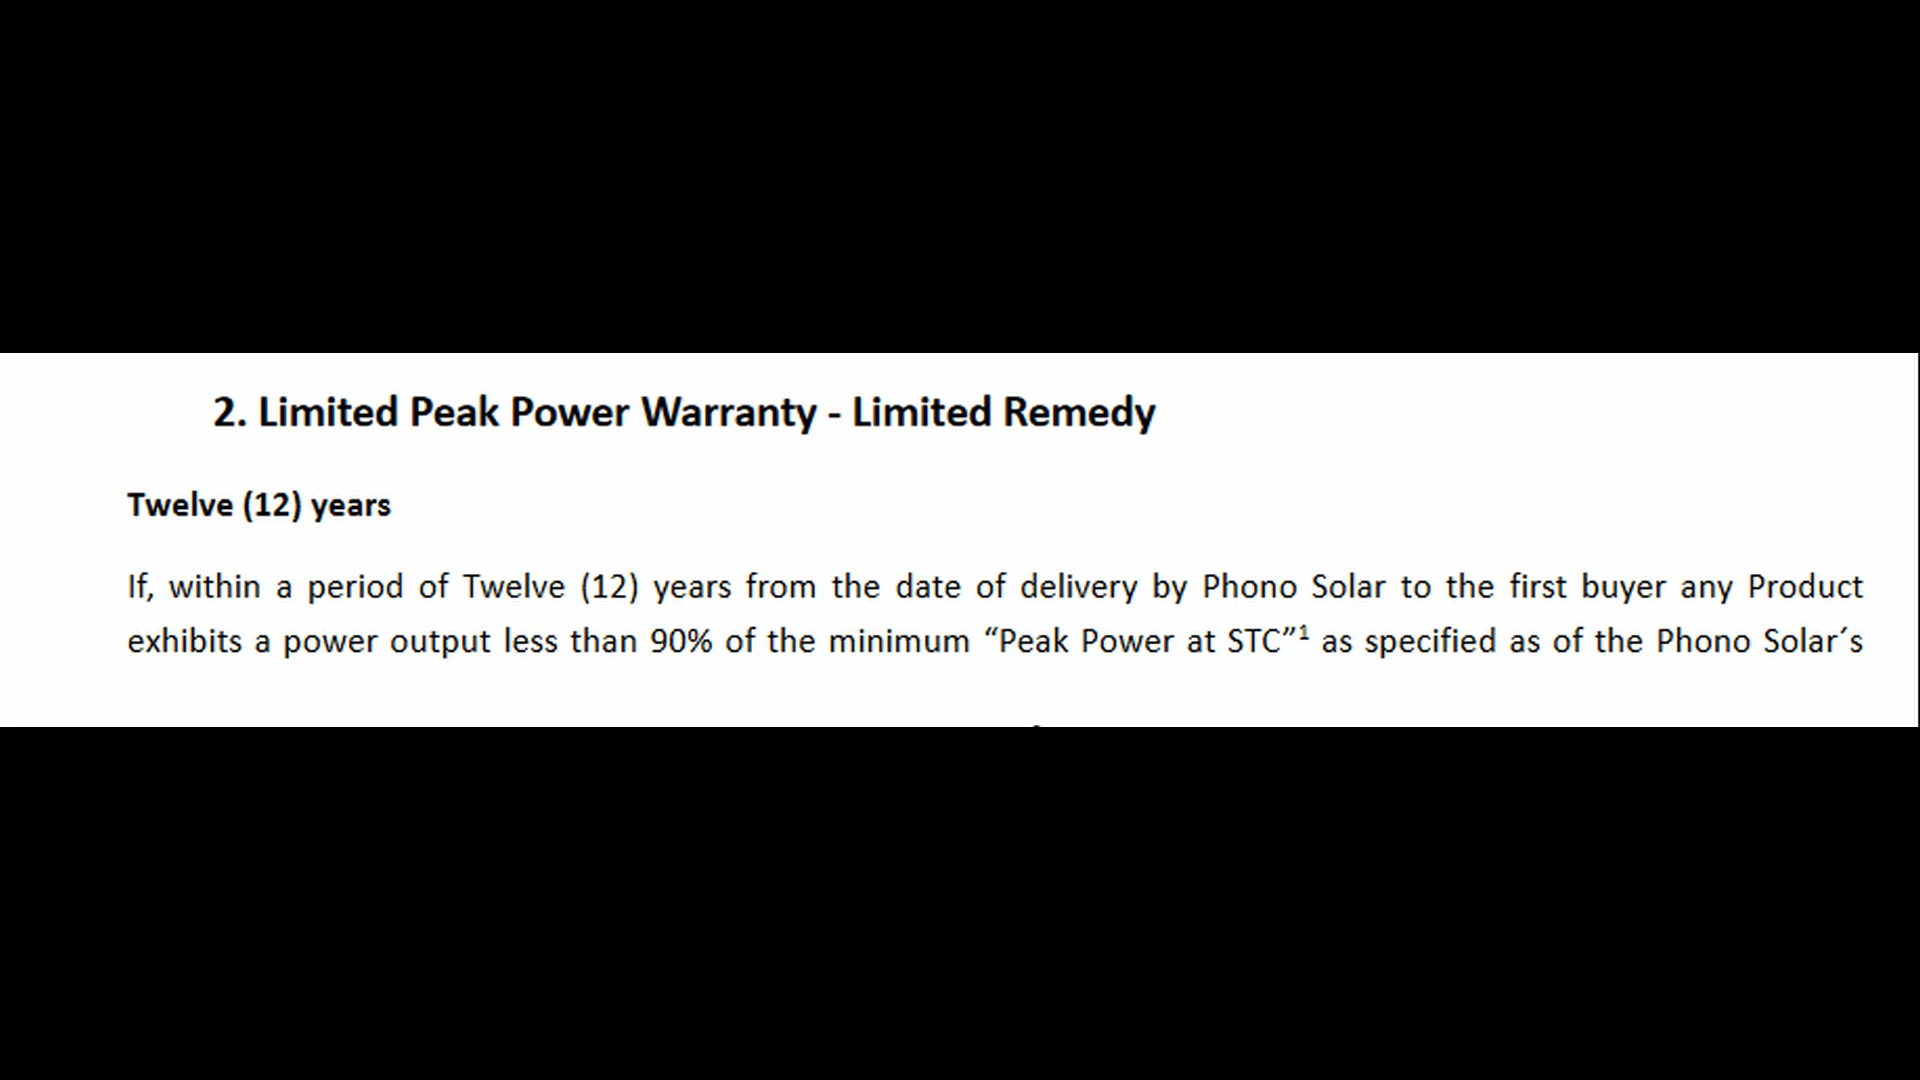 2. Limited Peak Power Warranty - Limited Remedy
Twelve (12) years
If, within a period of Twelve (12) years from the date of delivery by Phono Solar to the first buyer any Product
exhibits a power output less than 90% of the minimum “Peak Power at STC”¹ as specified as of the Phono Solar´s